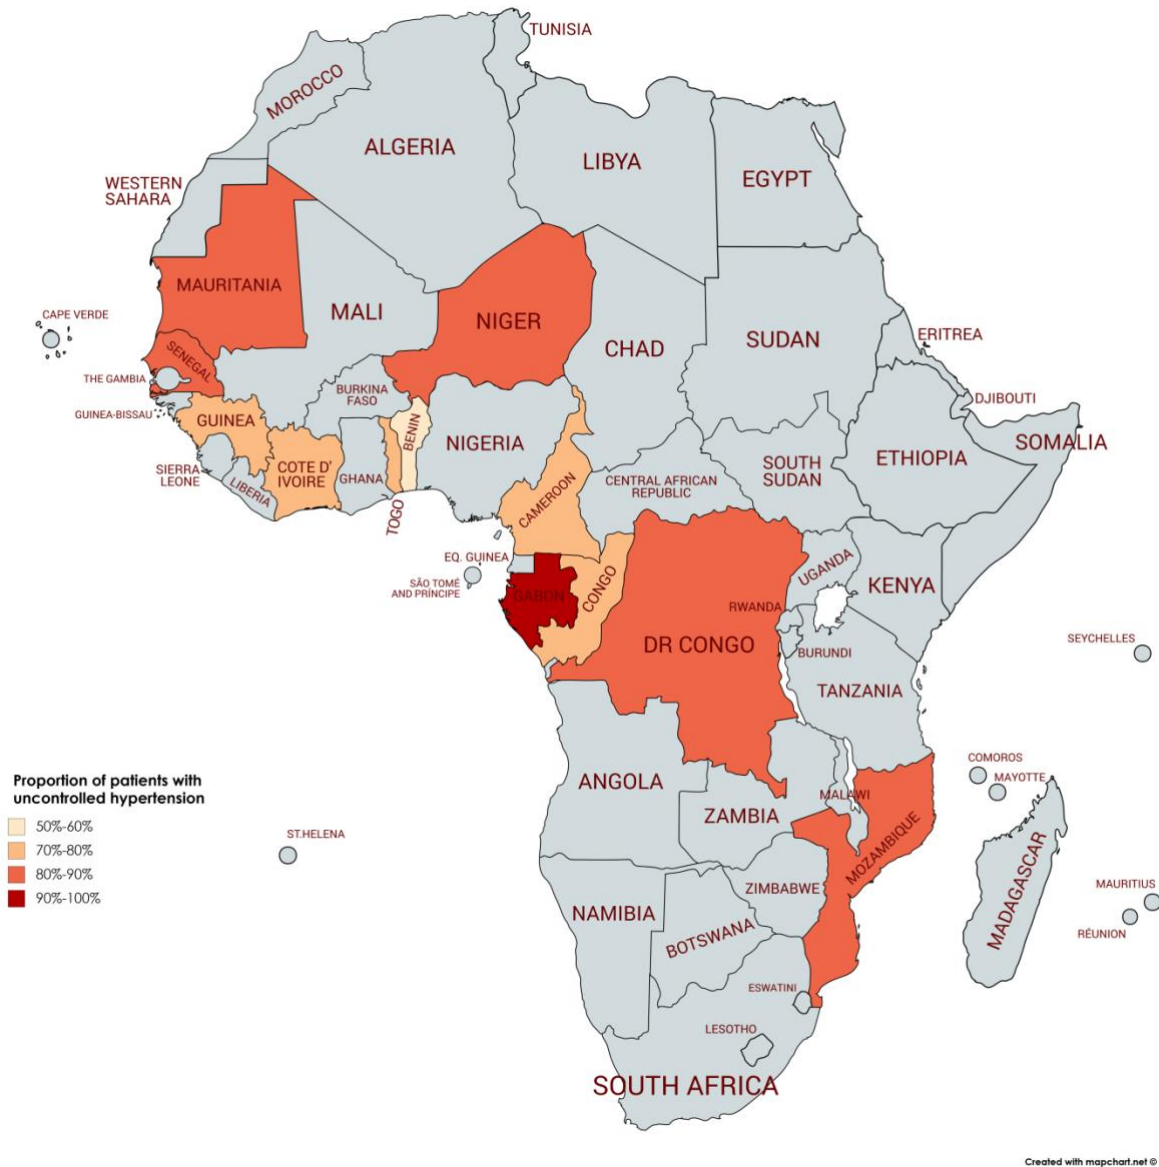 TUNISIA
MOROCCO
ALGERIA
LIBYA
EGYPT
WESTERN
SAHARA
MAURITANIA
MALI
NIGER
CAPE VERDE
CHAD
SUDAN
ERITREA
SENEGAL
THE GAMBIA
BURKINA
FASO
DJIBOUTI
GUINEA-BISSAU
GUINEA
BENIN
NIGERIA
SOMALIA
ETHIOPIA
SIERRA
LEONE
LIBERIA
COTE D'
IVOIRE
GHANA
TOGO
CAMEROON
CENTRAL AFRICAN
REPUBLIC
SOUTH
SUDAN
EQ. GUINEA
SÃO TOMÉ
AND PRÍNCIPE
GABON
CONGO
UGANDA
KENYA
RWANDA
DR CONGO
BURUNDI
SEYCHELLES
TANZANIA
COMOROS
MAYOTTE
ANGOLA
MALAWI
ZAMBIA
MOZAMBIQUE
MADAGASCAR
Proportion of patients with
uncontrolled hypertension
50%-60%
70%-80%
80%-90%
90%-100%
ST.HELENA
ZIMBABWE
MAURITIUS
NAMIBIA
BOTSWANA
RÉUNION
ESWATINI
LESOTHO
SOUTH AFRICA
Created with mapchart.net ©